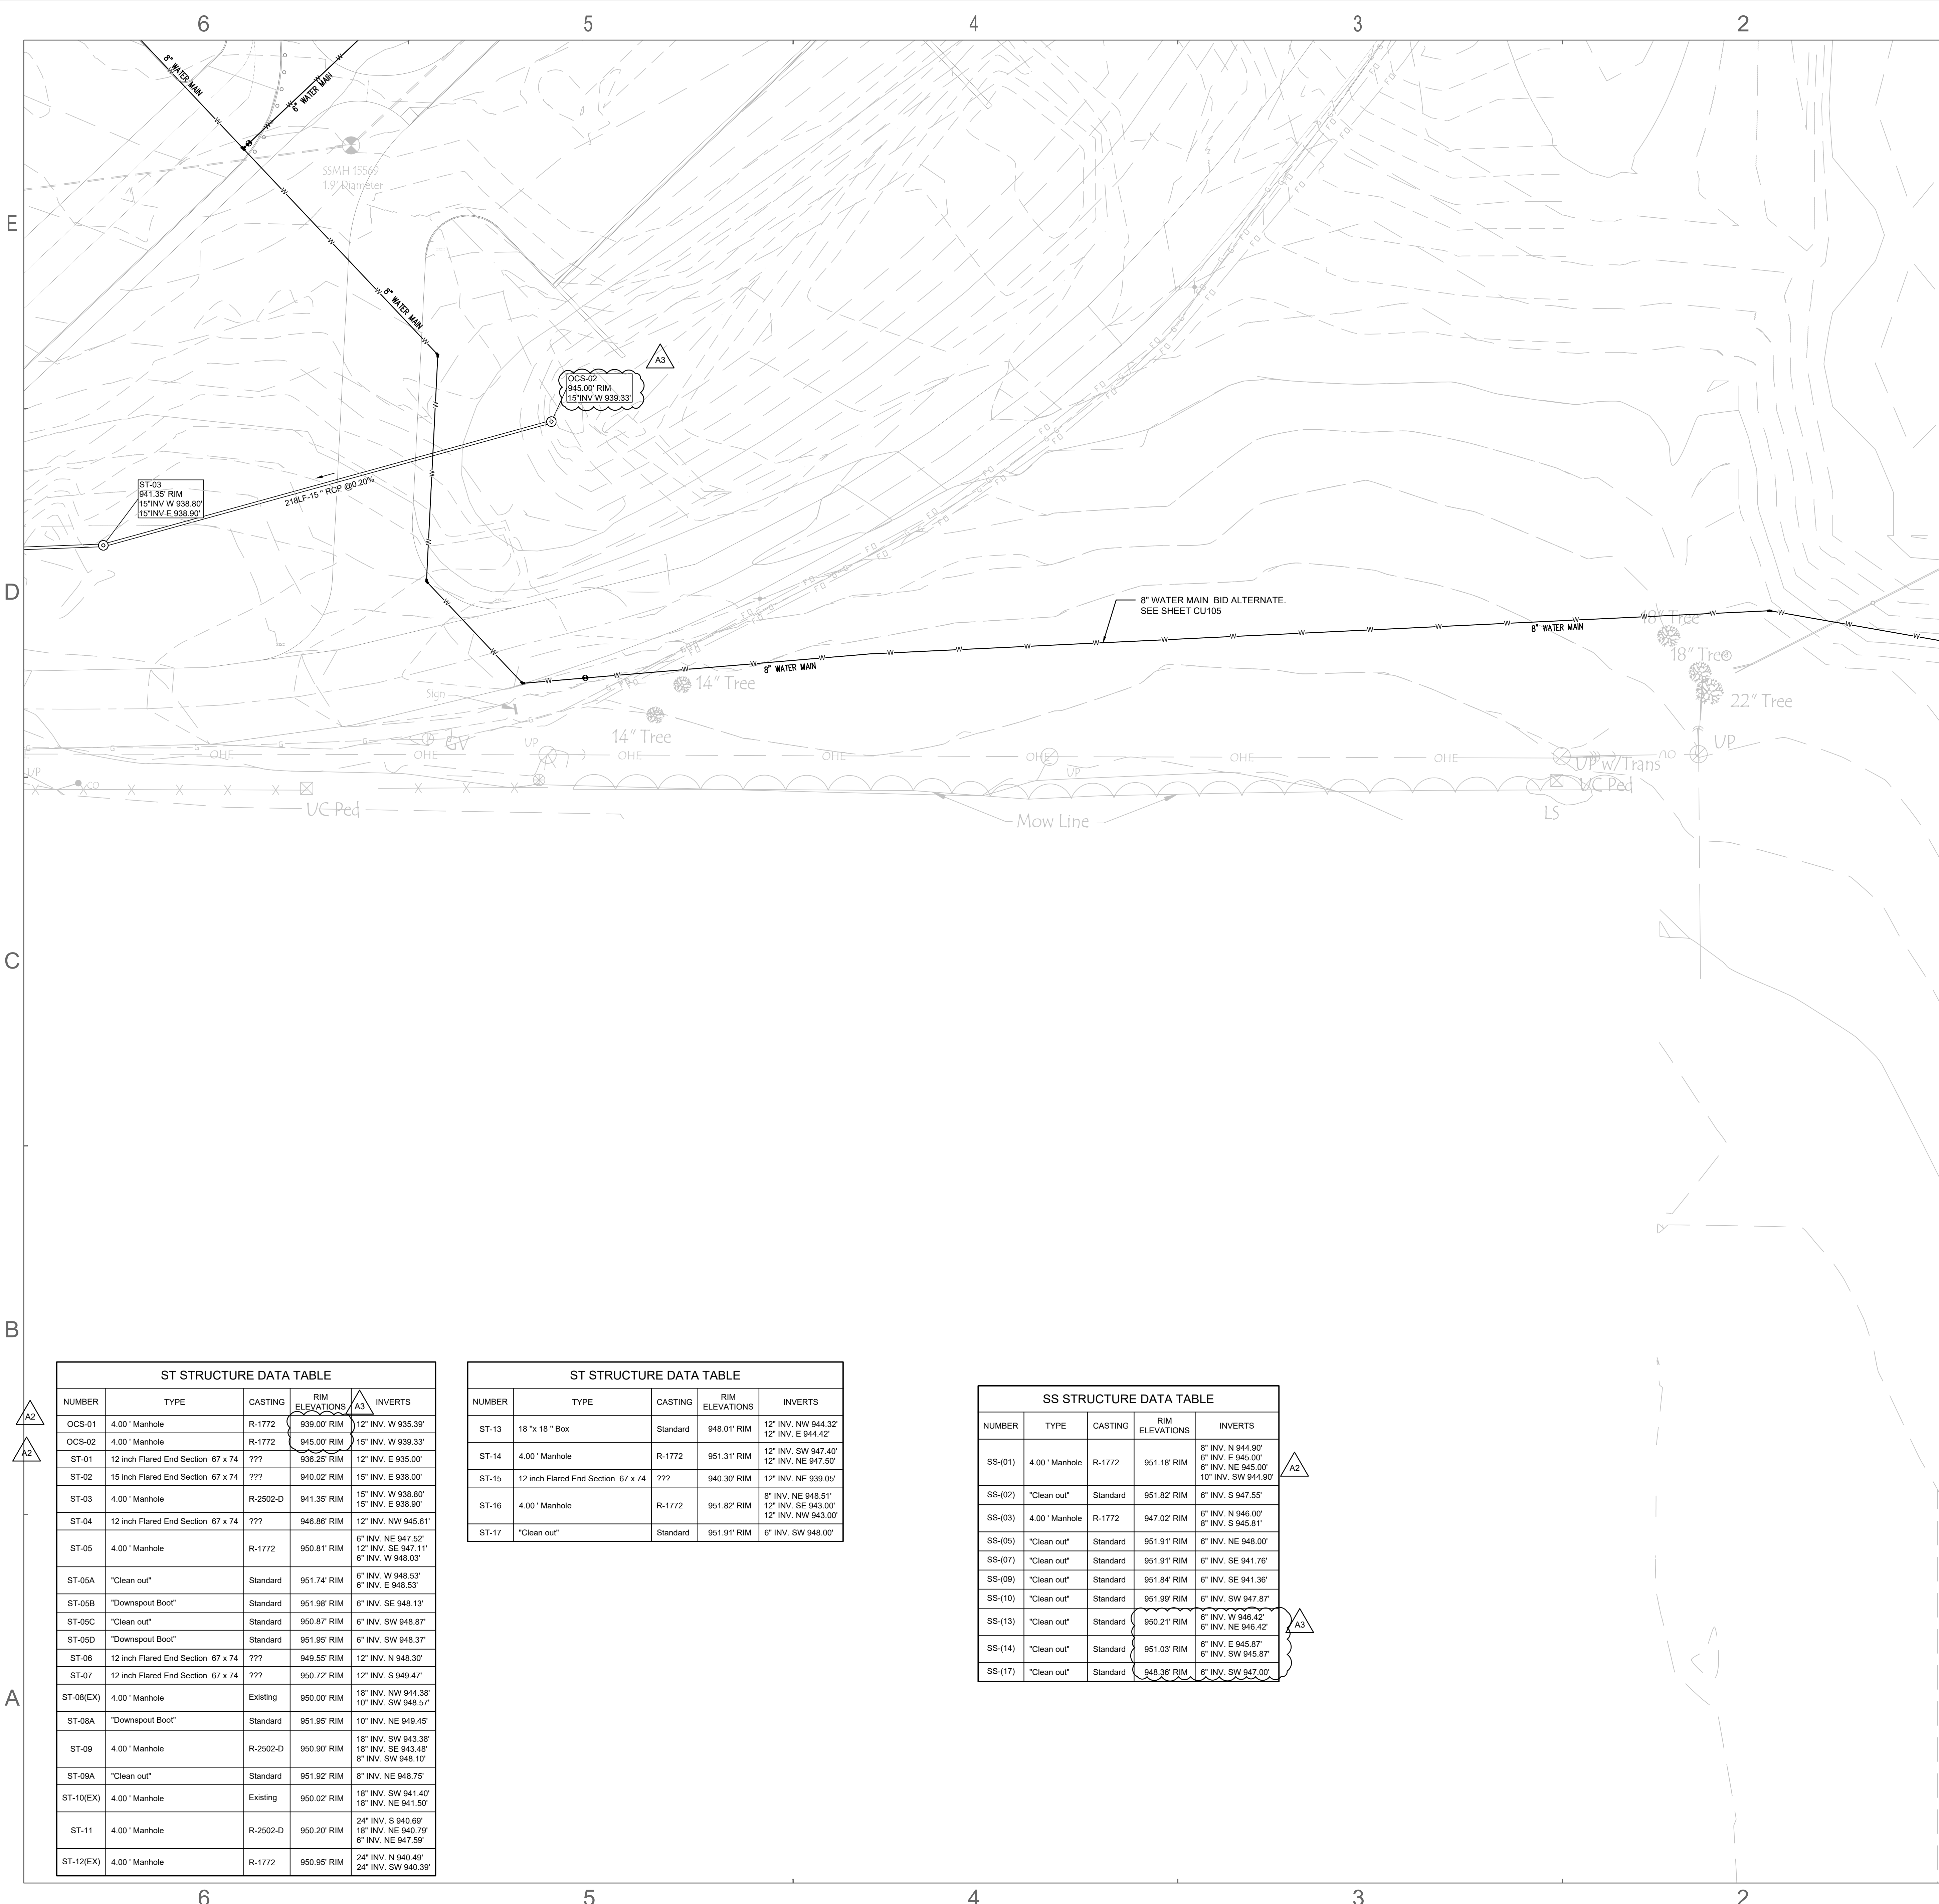 6 5 4 3 2
8" WATER MAIN
6" WATER MAIN
SSMH 15569
1.9' Diameter
E
8" WATER MAIN
A3
OCS-02
945.00' RIM
15"INV W 939.33'
ST-03
941.35' RIM
15"INV W 938.80'
15"INV E 938.90'
218LF-15 " RCP @0.20%
D
8" WATER MAIN BID ALTERNATE.
SEE SHEET CU105
18" Tree
8" WATER MAIN
18" Tree
8" WATER MAIN
14" Tree
Sign
22" Tree
14" Tree
GV
UP
UP
OHE OHE OHE OHE OHE OHE OHE
UP w/Trans
UP
UP
CO
UC Ped
UC Ped
Mow Line
LS
C
B
ST STRUCTURE DATA TABLE
NUMBER TYPE CASTING RIM ELEVATIONS A3 INVERTS
A2 OCS-01 4.00 ' Manhole R-1772 939.00' RIM 12" INV. W 935.39'
A2 OCS-02 4.00 ' Manhole R-1772 945.00' RIM 15" INV. W 939.33'
ST-01 12 inch Flared End Section 67 x 74 ??? 936.25' RIM 12" INV. E 935.00'
ST-02 15 inch Flared End Section 67 x 74 ??? 940.02' RIM 15" INV. E 938.00'
ST-03 4.00 ' Manhole R-2502-D 941.35' RIM 15" INV. W 938.80'
15" INV. E 938.90'
ST-04 12 inch Flared End Section 67 x 74 ??? 946.86' RIM 12" INV. NW 945.61'
ST-05 4.00 ' Manhole R-1772 950.81' RIM 6" INV. NE 947.52'
12" INV. SE 947.11'
6" INV. W 948.03'
ST-05A "Clean out" Standard 951.74' RIM 6" INV. W 948.53'
6" INV. E 948.53'
ST-05B "Downspout Boot" Standard 951.98' RIM 6" INV. SE 948.13'
ST-05C "Clean out" Standard 950.87' RIM 6" INV. SW 948.87'
ST-05D "Downspout Boot" Standard 951.95' RIM 6" INV. SW 948.37'
ST-06 12 inch Flared End Section 67 x 74 ??? 949.55' RIM 12" INV. N 948.30'
ST-07 12 inch Flared End Section 67 x 74 ??? 950.72' RIM 12" INV. S 949.47'
ST-08(EX) 4.00 ' Manhole Existing 950.00' RIM 18" INV. NW 944.38'
10" INV. SW 948.57'
ST-08A "Downspout Boot" Standard 951.95' RIM 10" INV. NE 949.45'
ST-09 4.00 ' Manhole R-2502-D 950.90' RIM 18" INV. SW 943.38'
18" INV. SE 943.48'
8" INV. SW 948.10'
ST-09A "Clean out" Standard 951.92' RIM 8" INV. NE 948.75'
ST-10(EX) 4.00 ' Manhole Existing 950.02' RIM 18" INV. SW 941.40'
18" INV. NE 941.50'
ST-11 4.00 ' Manhole R-2502-D 950.20' RIM 24" INV. S 940.69'
18" INV. NE 940.79'
6" INV. NE 947.59'
ST-12(EX) 4.00 ' Manhole R-1772 950.95' RIM 24" INV. N 940.49'
24" INV. SW 940.39'
ST STRUCTURE DATA TABLE
NUMBER TYPE CASTING RIM ELEVATIONS INVERTS
ST-13 18 "x 18 " Box Standard 948.01' RIM 12" INV. NW 944.32'
12" INV. E 944.42'
ST-14 4.00 ' Manhole R-1772 951.31' RIM 12" INV. SW 947.40'
12" INV. NE 947.50'
ST-15 12 inch Flared End Section 67 x 74 ??? 940.30' RIM 12" INV. NE 939.05'
ST-16 4.00 ' Manhole R-1772 951.82' RIM 8" INV. NE 948.51'
12" INV. SE 943.00'
12" INV. NW 943.00'
ST-17 "Clean out" Standard 951.91' RIM 6" INV. SW 948.00'
SS STRUCTURE DATA TABLE
NUMBER TYPE CASTING RIM ELEVATIONS INVERTS
SS-(01) 4.00 ' Manhole R-1772 951.18' RIM 8" INV. N 944.90'
6" INV. E 945.00'
6" INV. NE 945.00'
10" INV. SW 944.90'
A2
SS-(02) "Clean out" Standard 951.82' RIM 6" INV. S 947.55'
SS-(03) 4.00 ' Manhole R-1772 947.02' RIM 6" INV. N 946.00'
8" INV. S 945.81'
SS-(05) "Clean out" Standard 951.91' RIM 6" INV. NE 948.00'
SS-(07) "Clean out" Standard 951.91' RIM 6" INV. SE 941.76'
SS-(09) "Clean out" Standard 951.84' RIM 6" INV. SE 941.36'
SS-(10) "Clean out" Standard 951.99' RIM 6" INV. SW 947.87'
SS-(13) "Clean out" Standard 950.21' RIM 6" INV. W 946.42'
6" INV. NE 946.42'
A3
SS-(14) "Clean out" Standard 951.03' RIM 6" INV. E 945.87'
6" INV. SW 945.87'
SS-(17) "Clean out" Standard 948.36' RIM 6" INV. SW 947.00'
A
6 5 4 3 2